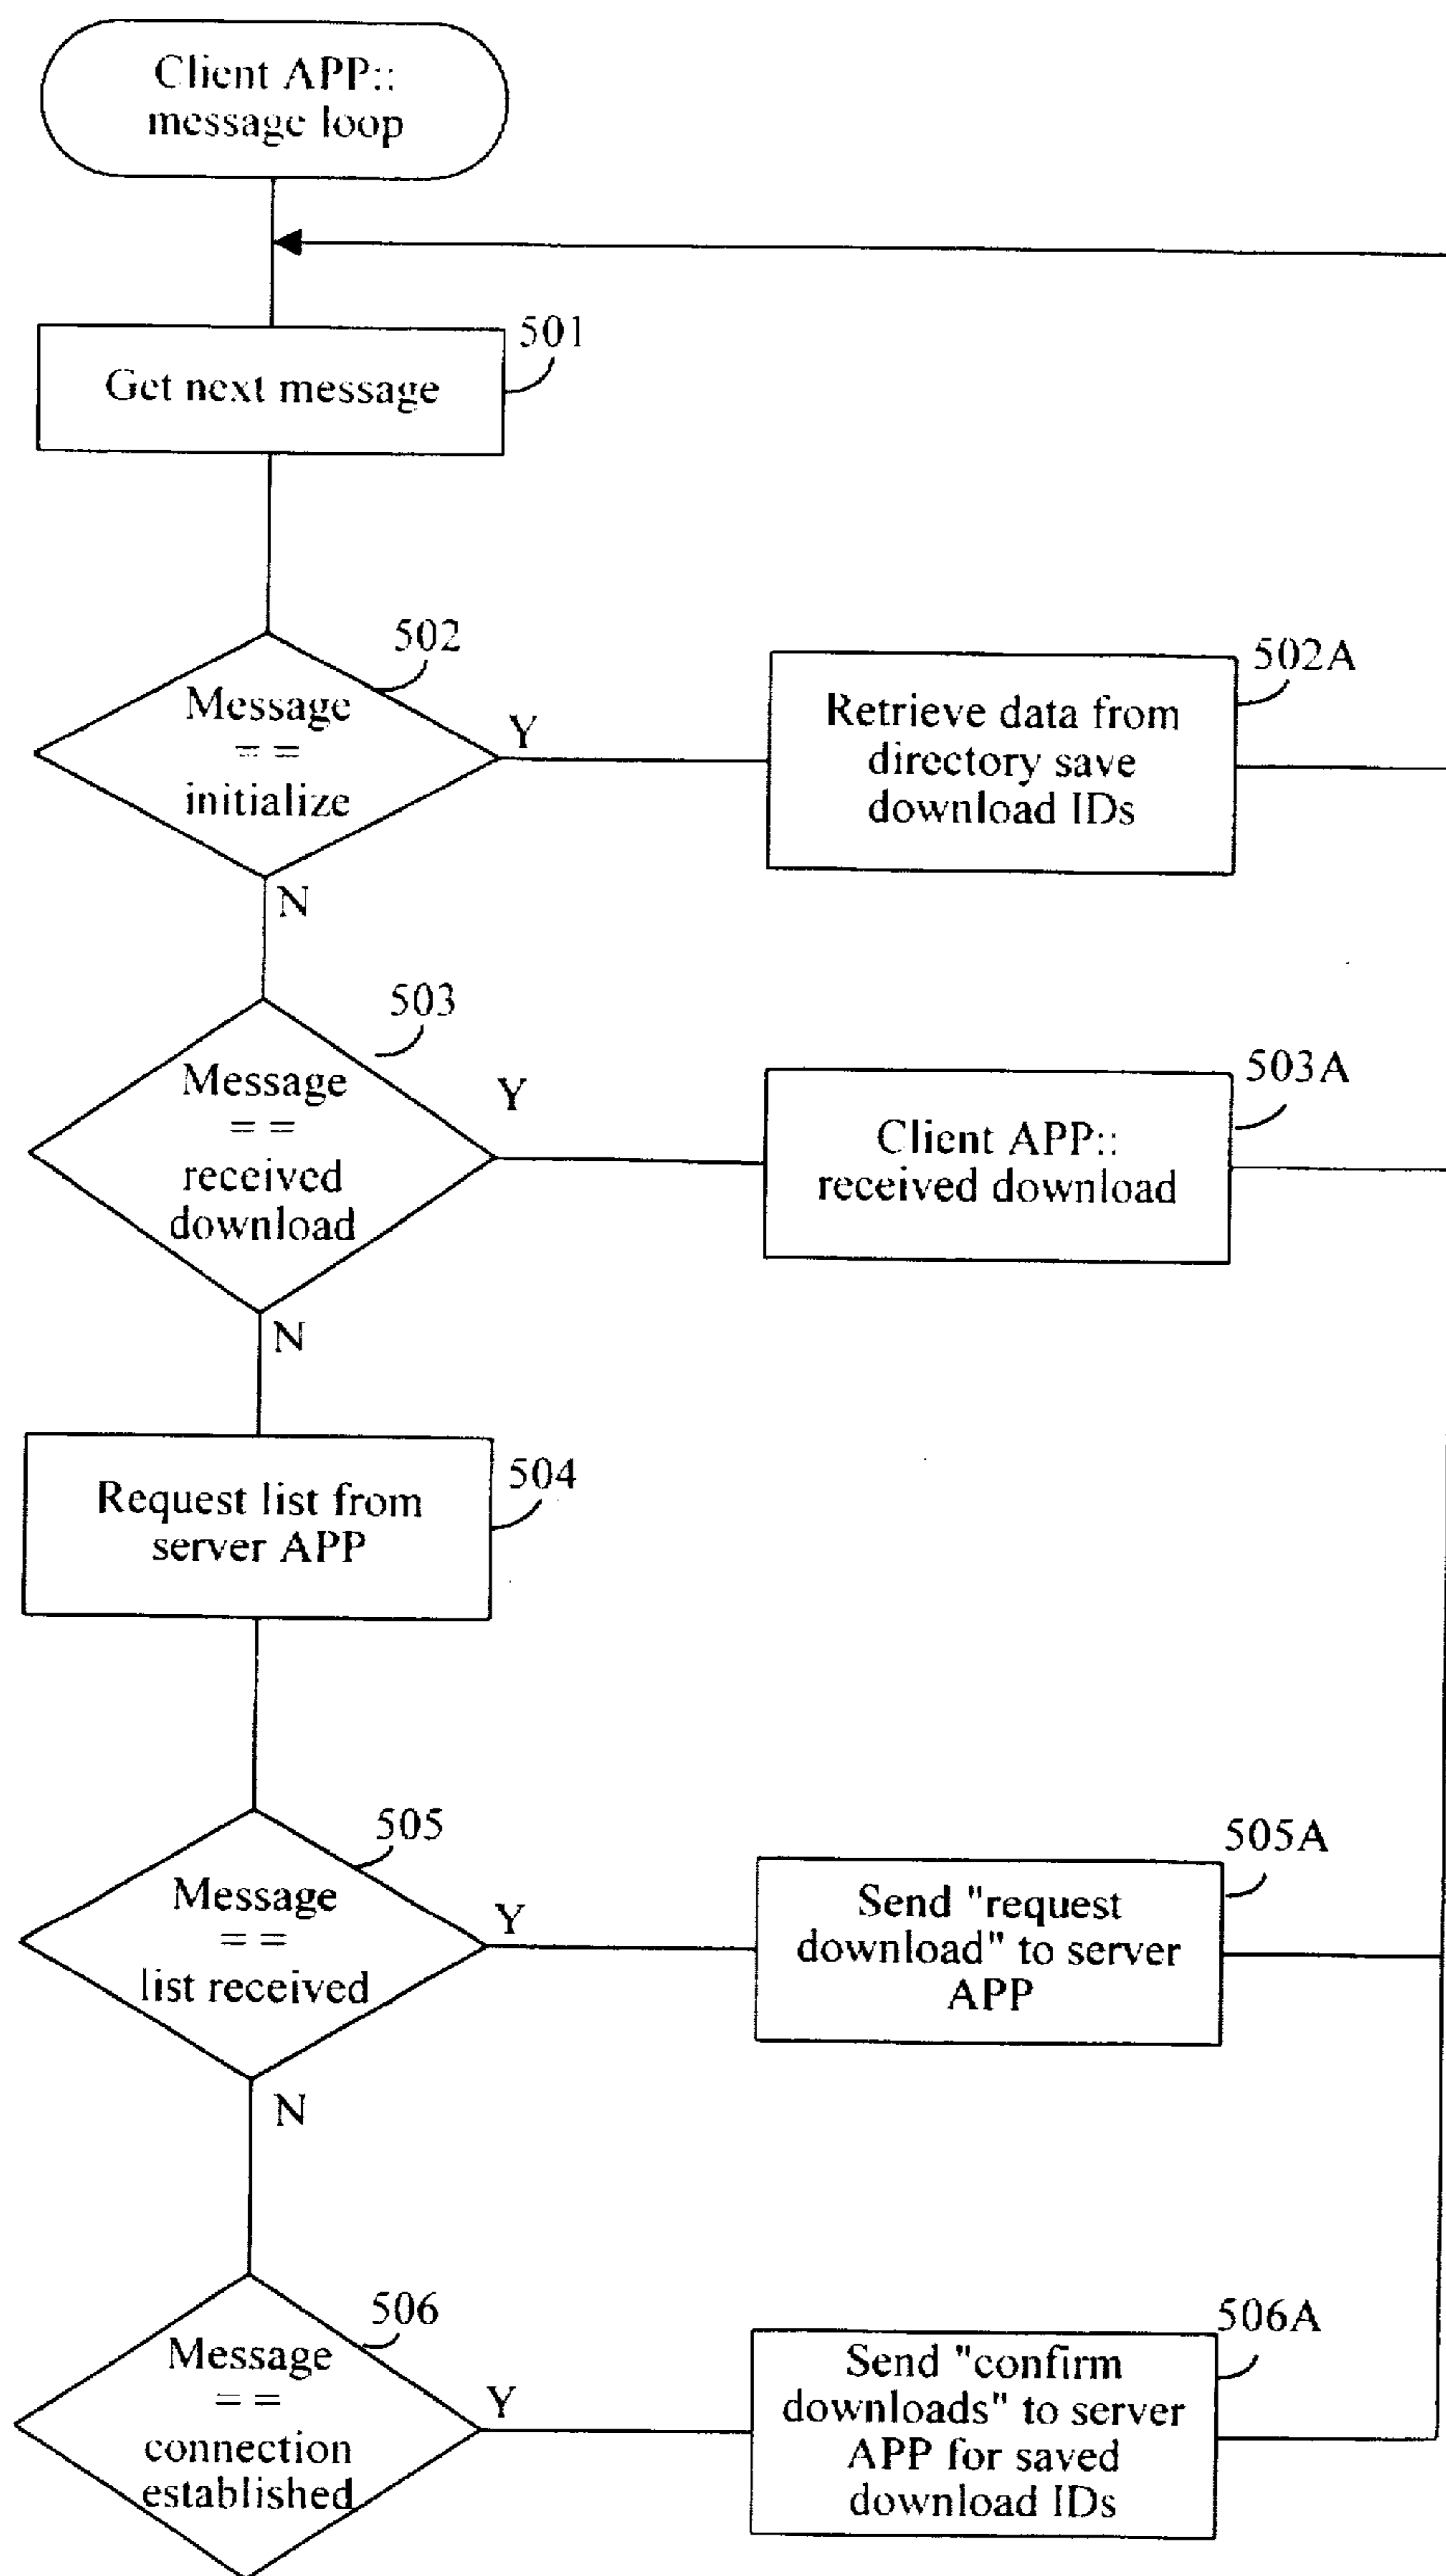 Client APP::
message loop
501
Get next message
502
Message
= =
initialize
Y
N
502A
Retrieve data from
directory save
download IDs
503
Message
= =
received
download
Y
N
503A
Client APP::
received download
504
Request list from
server APP
505
Message
= =
list received
Y
N
505A
Send "request
download" to server
APP
506
Message
= =
connection
established
Y
506A
Send "confirm
downloads" to server
APP for saved
download IDs